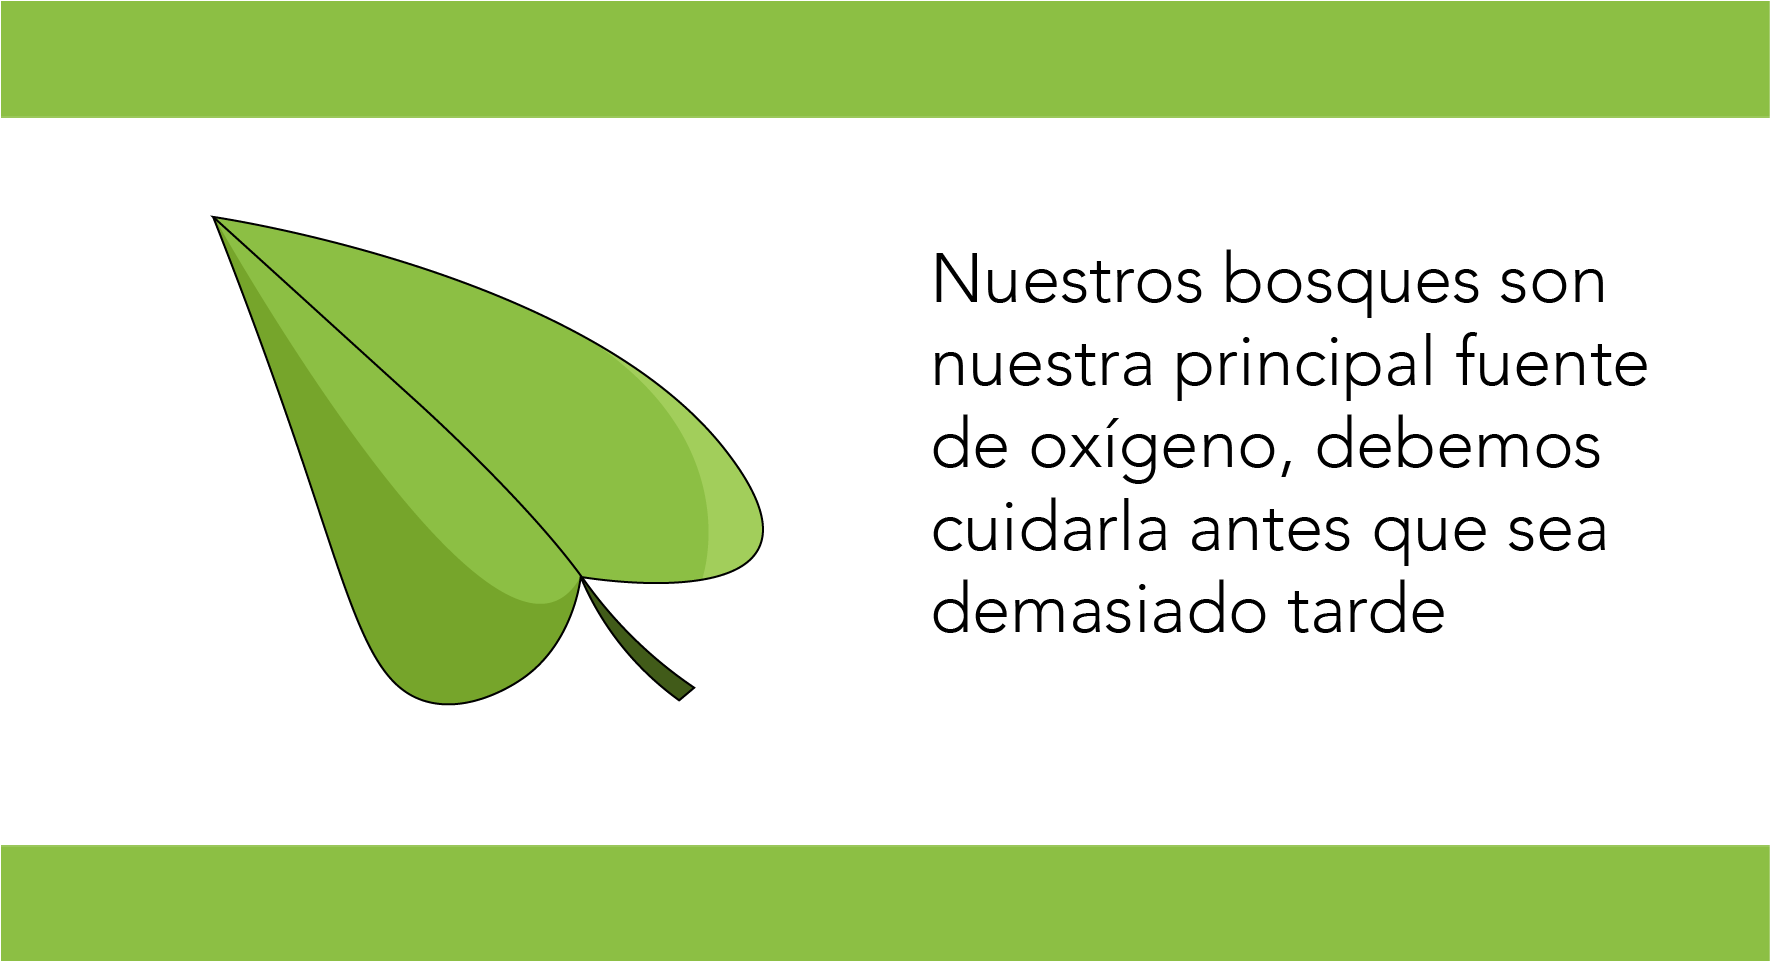 Nuestros bosques son
nuestra principal fuente
de oxígeno, debemos
cuidarla antes que sea
demasiado tarde